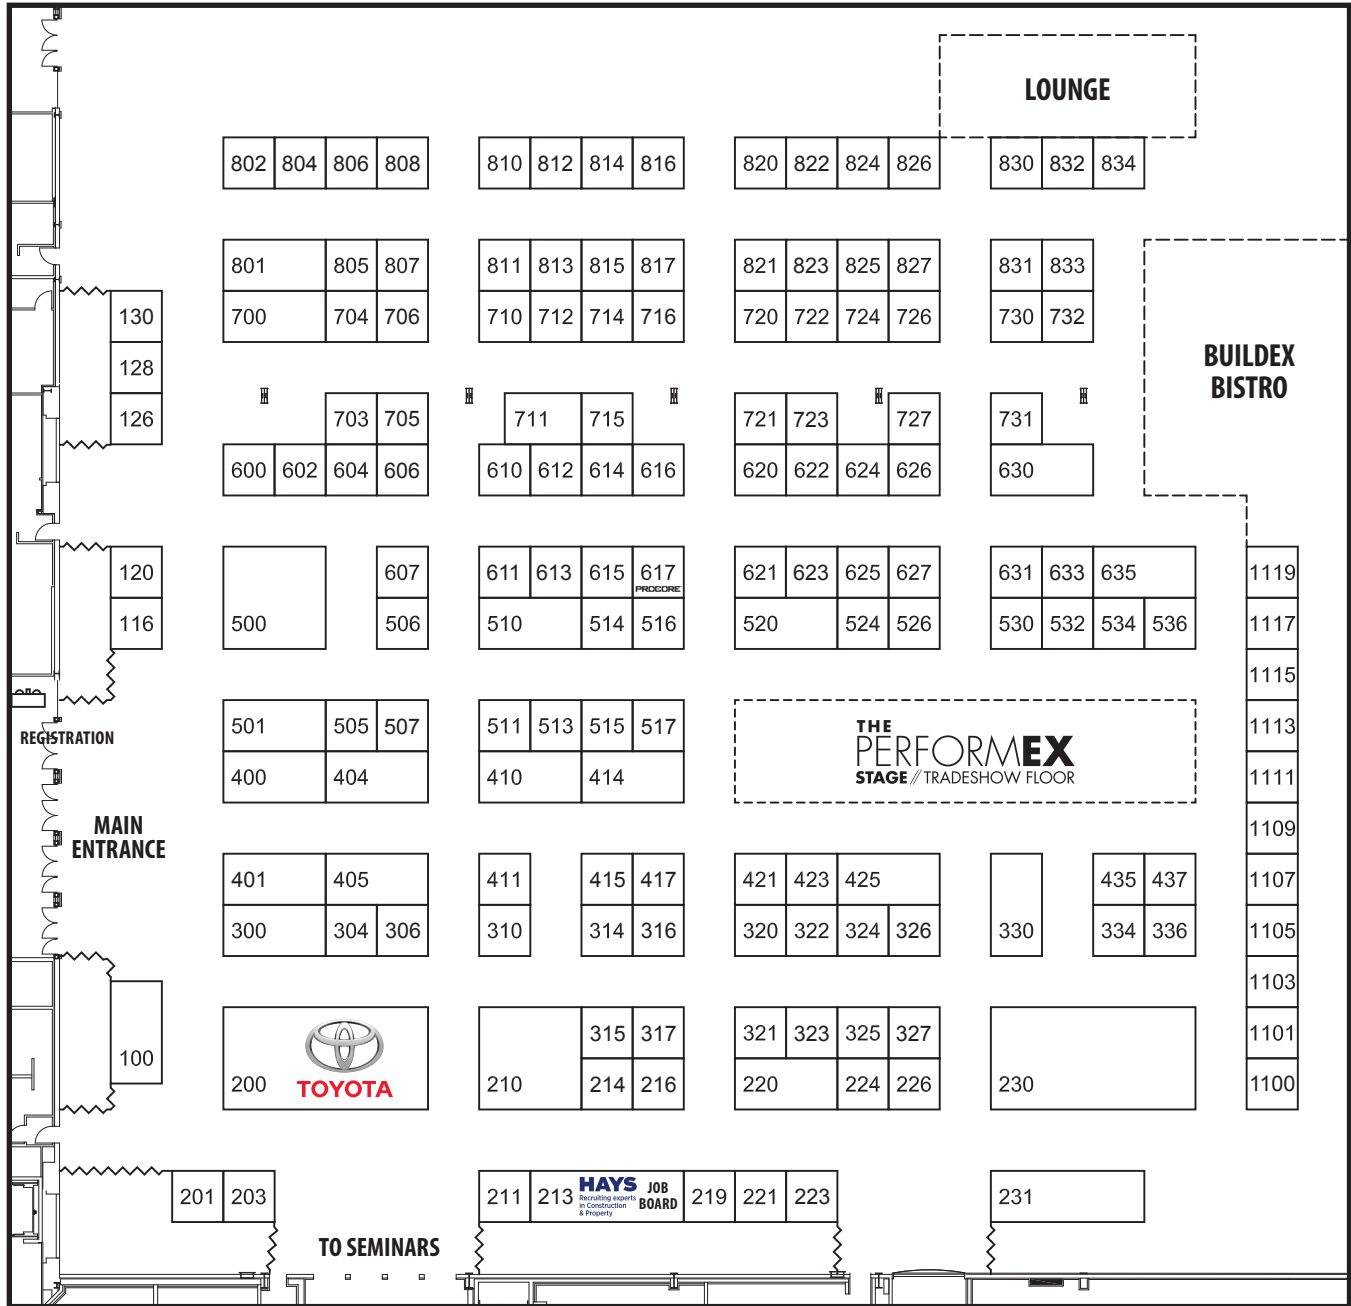 LOUNGE
802 804 806 808 810 812 814 816 820 822 824 826 830 832 834
801 805 807 811 813 815 817 821 823 825 827 831 833
130 700 704 706 710 712 714 716 720 722 724 726 730 732
BUILDEX
BISTRO
128
126 703 705 711 715 721 723 727 731
600 602 604 606 610 612 614 616 620 622 624 626 630
120 607 611 613 615 617 621 623 625 627 631 633 635 1119
PROCORE
116 500 506 510 514 516 520 524 526 530 532 534 536 1117
1115
501 505 507 511 513 515 517 1113
REGISTRATION
THE
PERFORMEX
STAGE // TRADESHOW FLOOR
400 404 410 414 1111
MAIN
ENTRANCE
1109
401 405 411 415 417 421 423 425 435 437 1107
300 304 306 310 314 316 320 322 324 326 330 334 336 1105
1103
315 317 321 323 325 327 1101
100
200 TOYOTA 210 214 216 220 224 226 230 1100
201 203 211 213
HAYS
Recruiting experts
in Construction
& Property
JOB
BOARD
219 221 223 231
TO SEMINARS